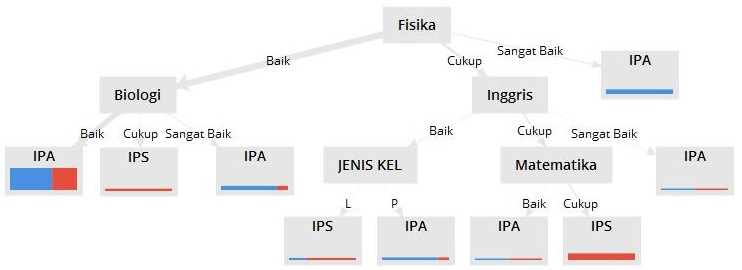 Fisika
Baik
Cukup
Sangat Baik
IPA
Biologi
Inggris
Baik
Cukup
Sangat Baik
Baik
Cukup
Sangat Baik
IPA
IPS
IPA
JENIS KEL
Matematika
IPA
L
P
Baik
Cukup
IPS
IPA
IPA
IPS